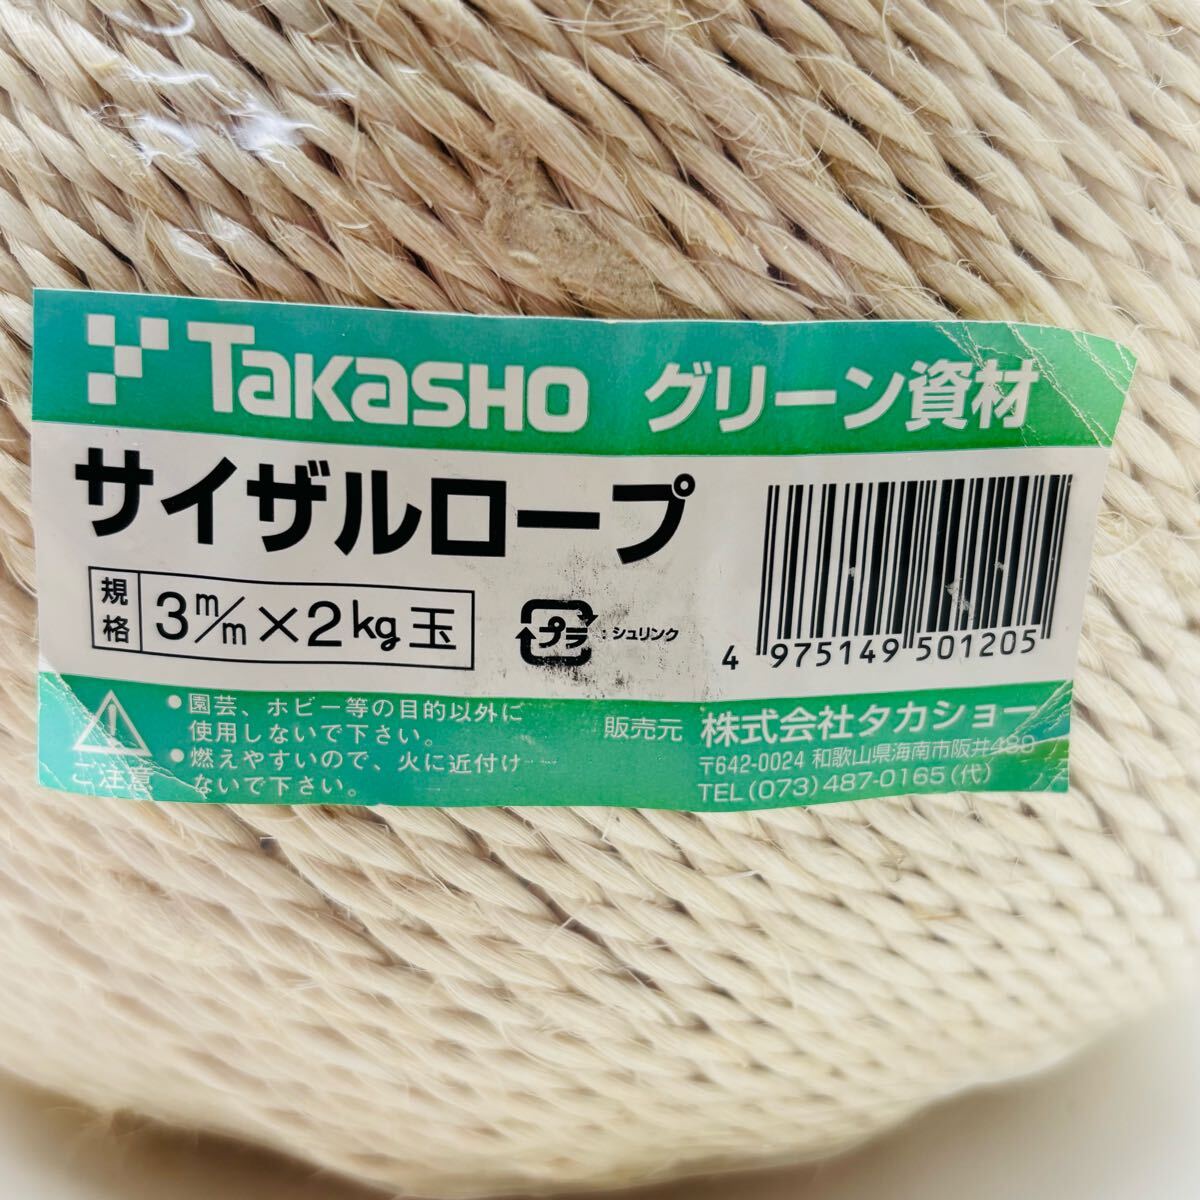 TAKASHO グリーン資材
サイザルロープ
規格 3m/m×2kg玉
プラ :シュリンク
4 975149 501205
ご注意
●園芸、ホビー等の目的以外に
使用しないで下さい。
●燃えやすいので、火に近付け
ないで下さい。
販売元 株式会社タカショー
〒642-0024 和歌山県海南市阪井489
TEL(073)487-0165(代)